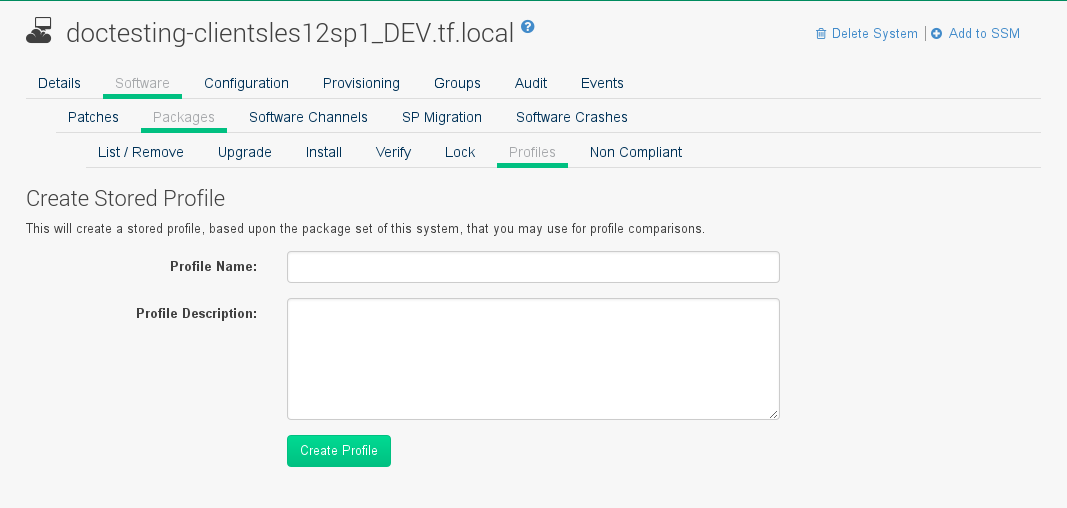 doctesting-clientsles12sp1_DEV.tf.local ? Delete System | Add to SSM
Details Software Configuration Provisioning Groups Audit Events
Patches Packages Software Channels SP Migration Software Crashes
List / Remove Upgrade Install Verify Lock Profiles Non Compliant
Create Stored Profile
This will create a stored profile, based upon the package set of this system, that you may use for profile comparisons.
Profile Name:
Profile Description:
Create Profile